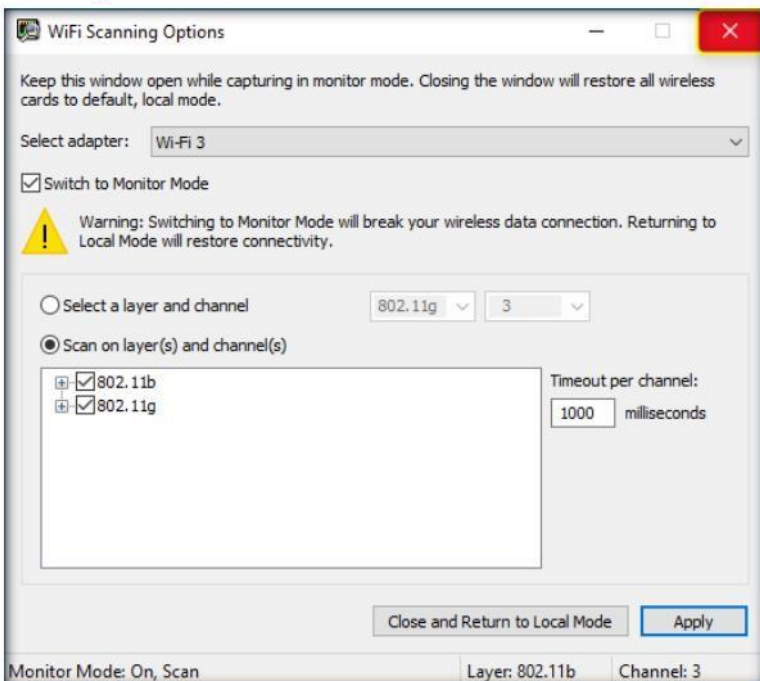 WiFi Scanning Options
Keep this window open while capturing in monitor mode. Closing the window will restore all wireless
cards to default, local mode.
Select adapter: Wi-Fi 3
Switch to Monitor Mode
Warning: Switching to Monitor Mode will break your wireless data connection. Returning to
Local Mode will restore connectivity.
Select a layer and channel 802.11g 3
Scan on layer(s) and channel(s)
802.11b
802.11g
Timeout per channel:
1000 milliseconds
Close and Return to Local Mode Apply
Monitor Mode: On, Scan Layer: 802.11b Channel: 3